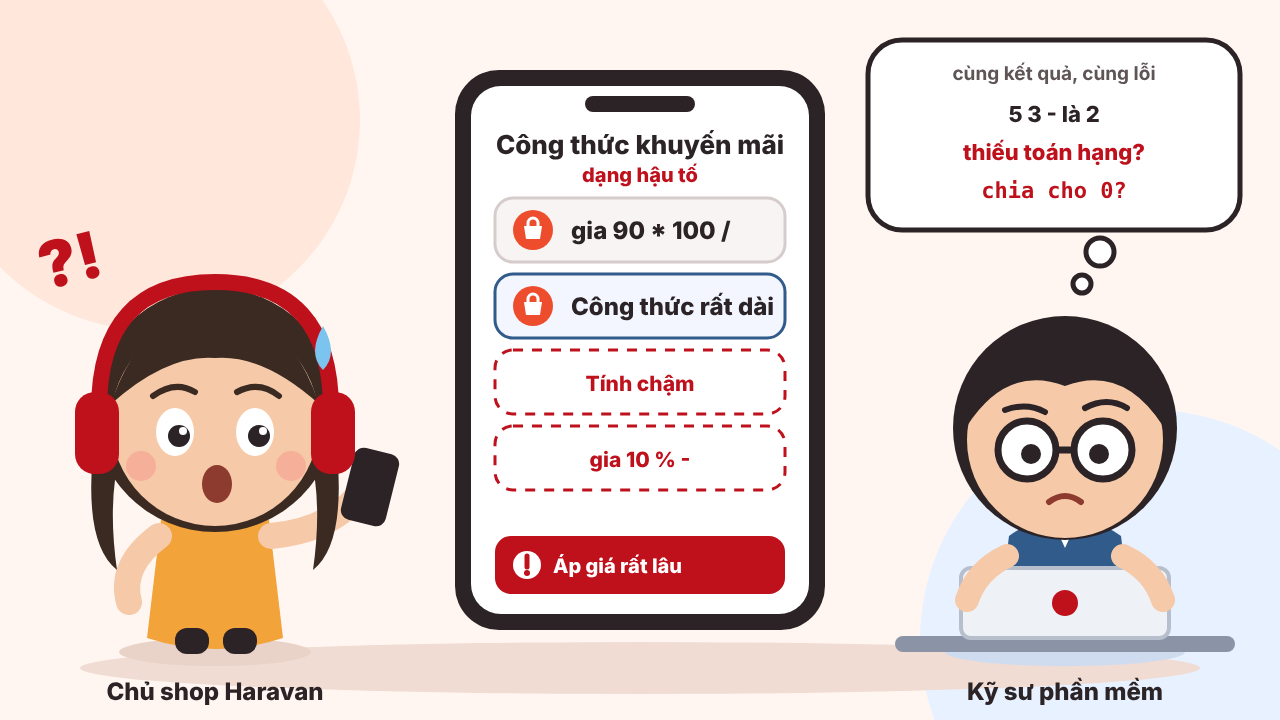 ?!
Công thức khuyến mãi
dạng hậu tố
gia 90 * 100 /
Công thức rất dài
Tính chậm
gia 10 % -
Áp giá rất lâu
cùng kết quả, cùng lỗi
5 3 - là 2
thiếu toán hạng?
chia cho 0?
Chủ shop Haravan
Kỹ sư phần mềm